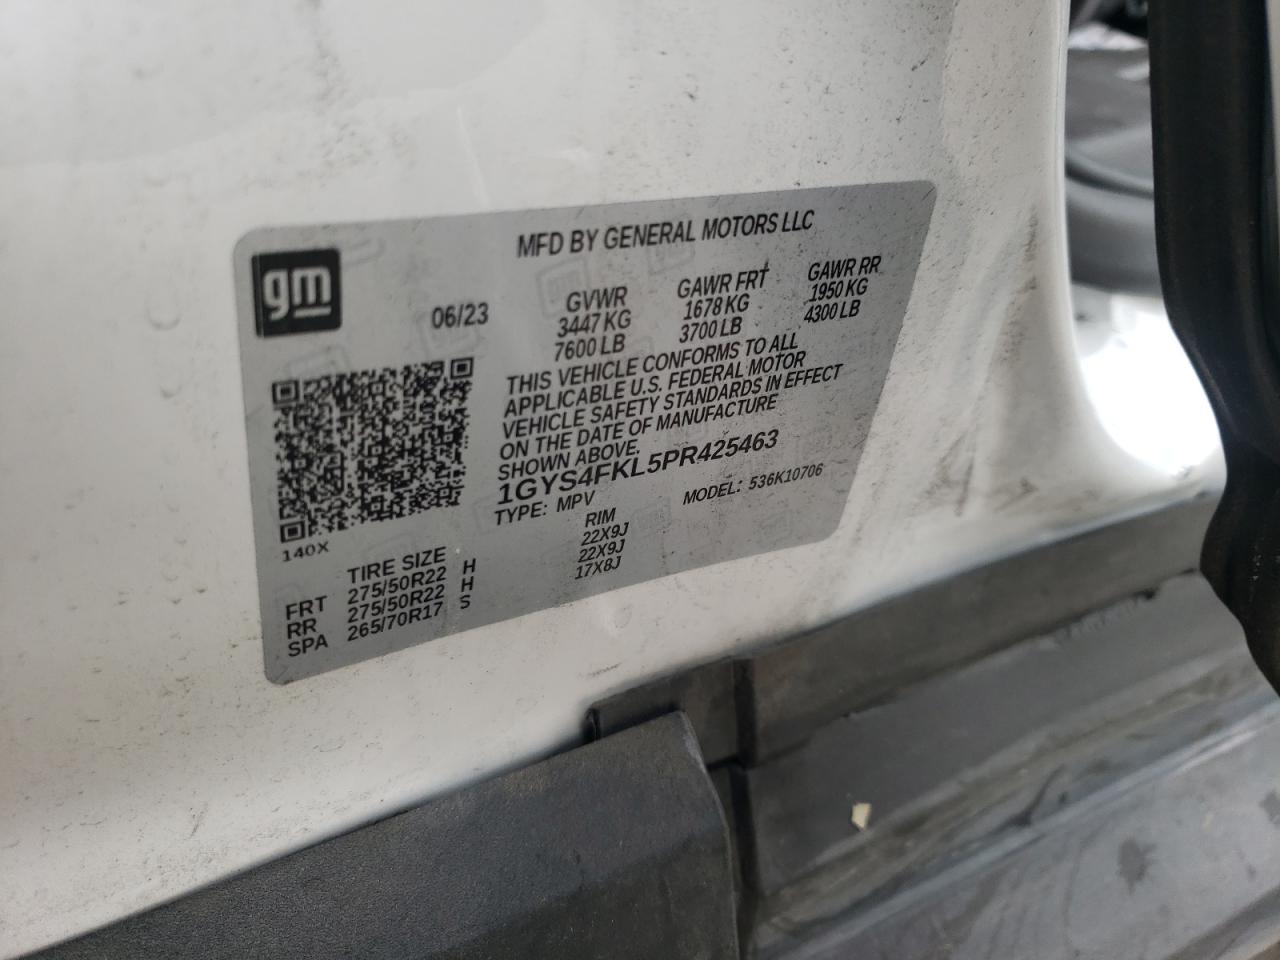 gm
MFD BY GENERAL MOTORS LLC
06/23
GVWR GAWR FRT GAWR RR
3447 KG 1678 KG 1950 KG
7600 LB 3700 LB 4300 LB
THIS VEHICLE CONFORMS TO ALL
APPLICABLE U.S. FEDERAL MOTOR
VEHICLE SAFETY STANDARDS IN EFFECT
ON THE DATE OF MANUFACTURE
SHOWN ABOVE.
1GYS4FKL5PR425463
TYPE: MPV MODEL: 536K10706
140X
TIRE SIZE RIM
FRT 275/50R22 H 22X9J
RR 275/50R22 H 22X9J
SPA 265/70R17 S 17X8J